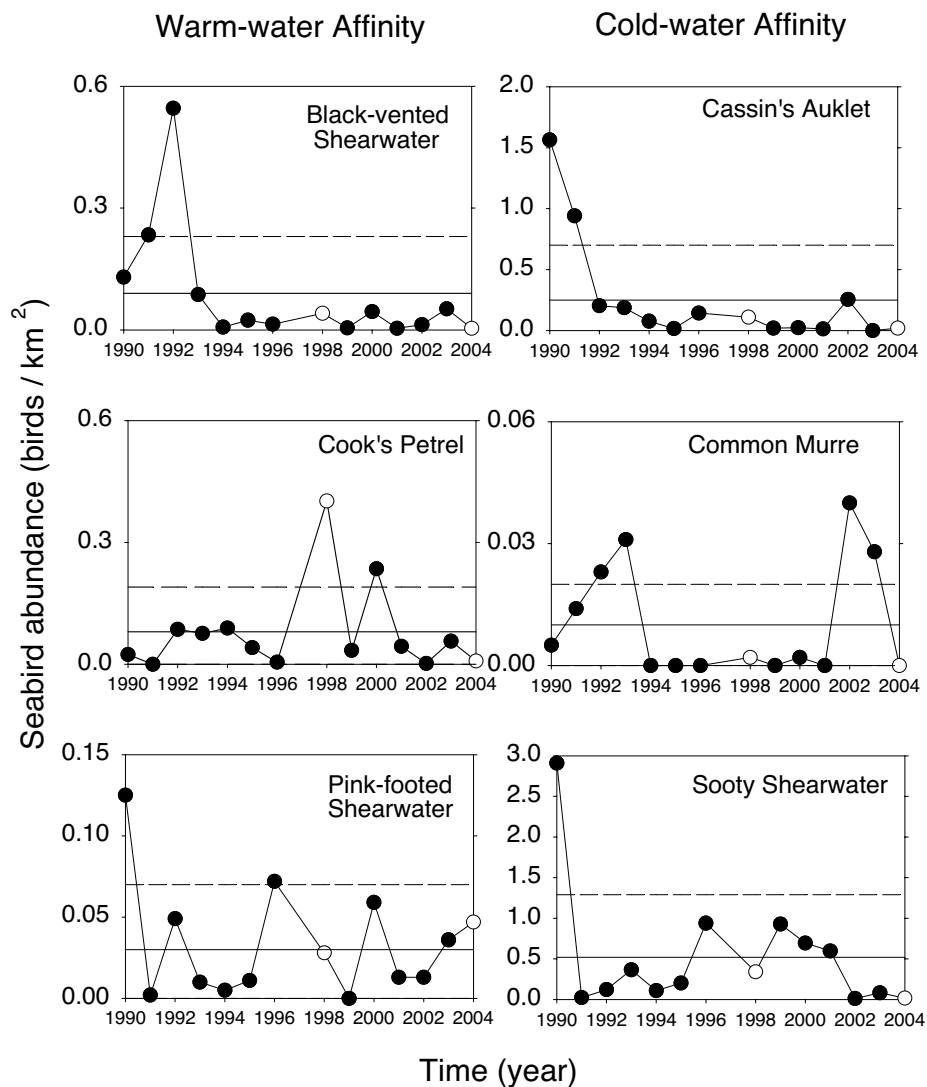 Warm-water Affinity
Cold-water Affinity
Seabird abundance (birds / km 2)
0.6
0.3
0.0
Black-vented
Shearwater
1990 1992 1994 1996 1998 2000 2002 2004
2.0
1.5
1.0
0.5
0.0
Cassin's Auklet
1990 1992 1994 1996 1998 2000 2002 2004
0.6
0.3
0.0
Cook's Petrel
1990 1992 1994 1996 1998 2000 2002 2004
0.06
0.03
0.00
Common Murre
1990 1992 1994 1996 1998 2000 2002 2004
0.15
0.10
0.05
0.00
Pink-footed
Shearwater
1990 1992 1994 1996 1998 2000 2002 2004
3.0
2.5
2.0
1.5
1.0
0.5
0.0
Sooty Shearwater
1990 1992 1994 1996 1998 2000 2002 2004
Time (year)